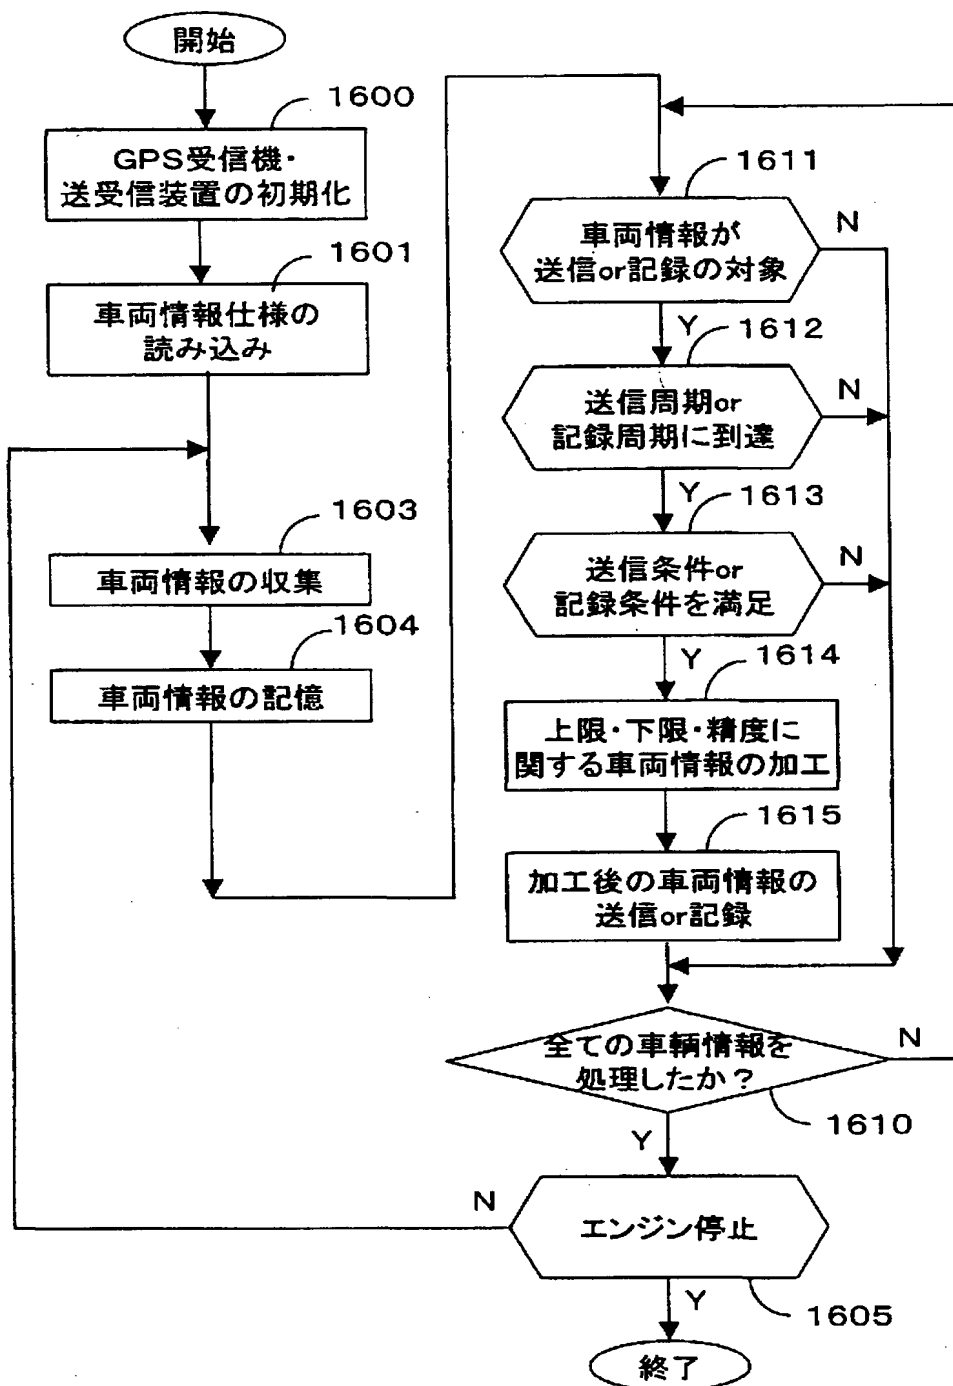 開始
1600
GPS受信機・
送受信装置の初期化
1601
車両情報仕様の
読み込み
1603
車両情報の収集
1604
車両情報の記憶
1611
車両情報が
送信or記録の対象
N
Y
1612
送信周期or
記録周期に到達
N
Y
1613
送信条件or
記録条件を満足
N
Y
1614
上限・下限・精度に
関する車両情報の加工
1615
加工後の車両情報の
送信or記録
全ての車輌情報を
処理したか？
N
1610
Y
N
エンジン停止
Y
1605
終了